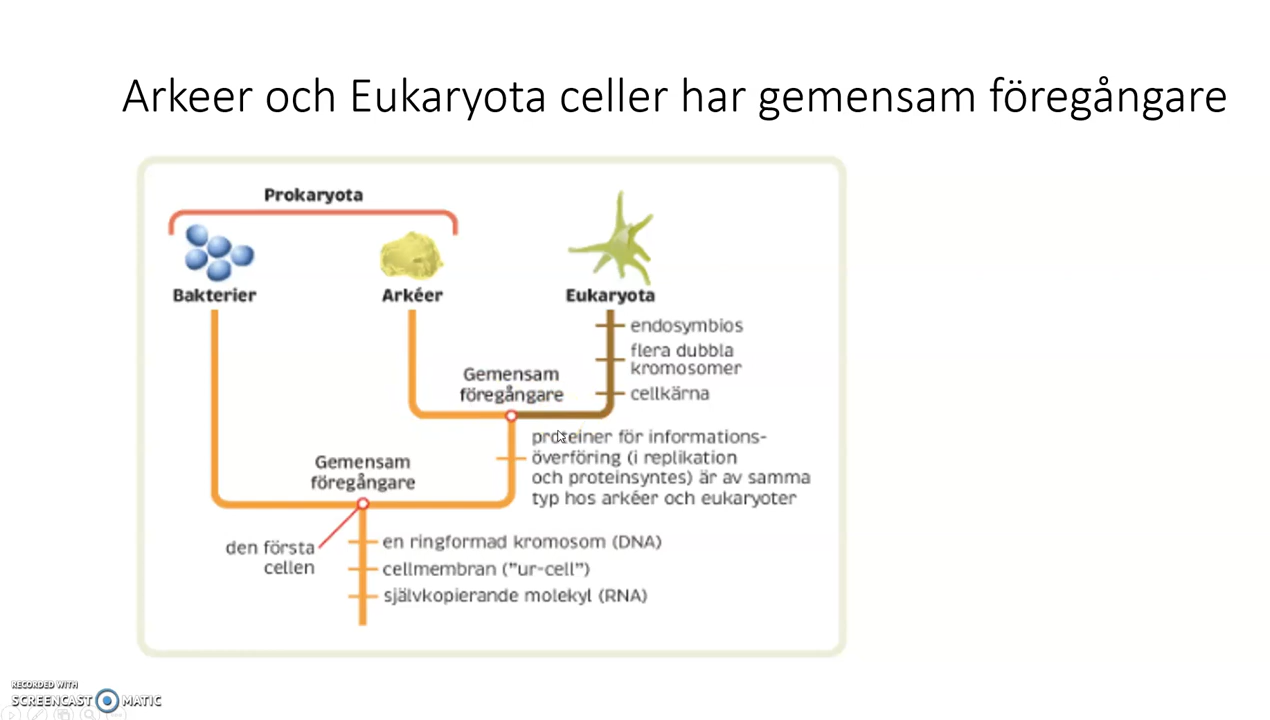 Arkeer och Eukaryota celler har gemensam föregångare
Prokaryota
Bakterier
Arkéer
Eukaryota
endosymbios
flera dubbla
kromosomer
cellkärna
Gemensam
föregångare
proteiner för informations-
överföring (i replikation
och proteinsyntes) är av samma
typ hos arkéer och eukaryoter
Gemensam
föregångare
den första
cellen
en ringformad kromosom (DNA)
cellmembran ("ur-cell")
självkopierande molekyl (RNA)
RECORDED WITH
SCREENCAST MATIC